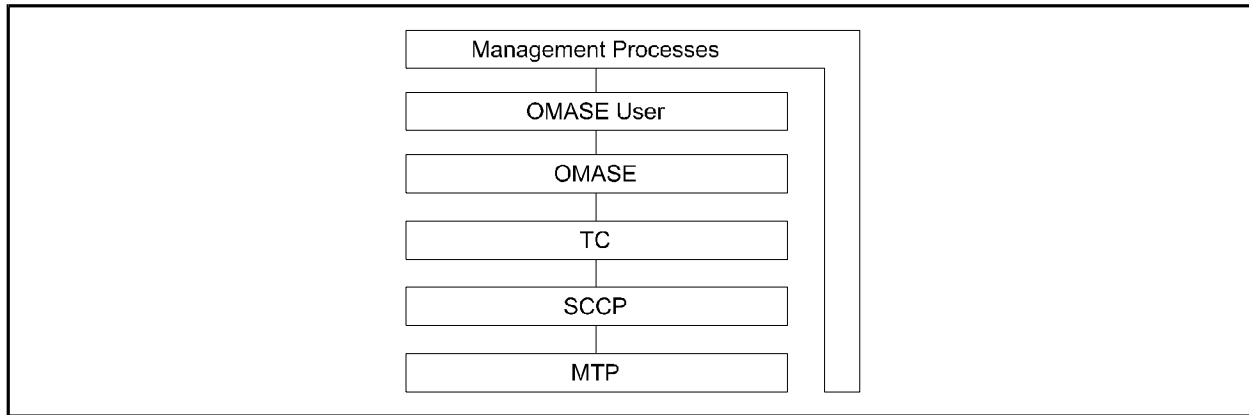 Management Processes
OMASE User
OMASE
TC
SCCP
MTP